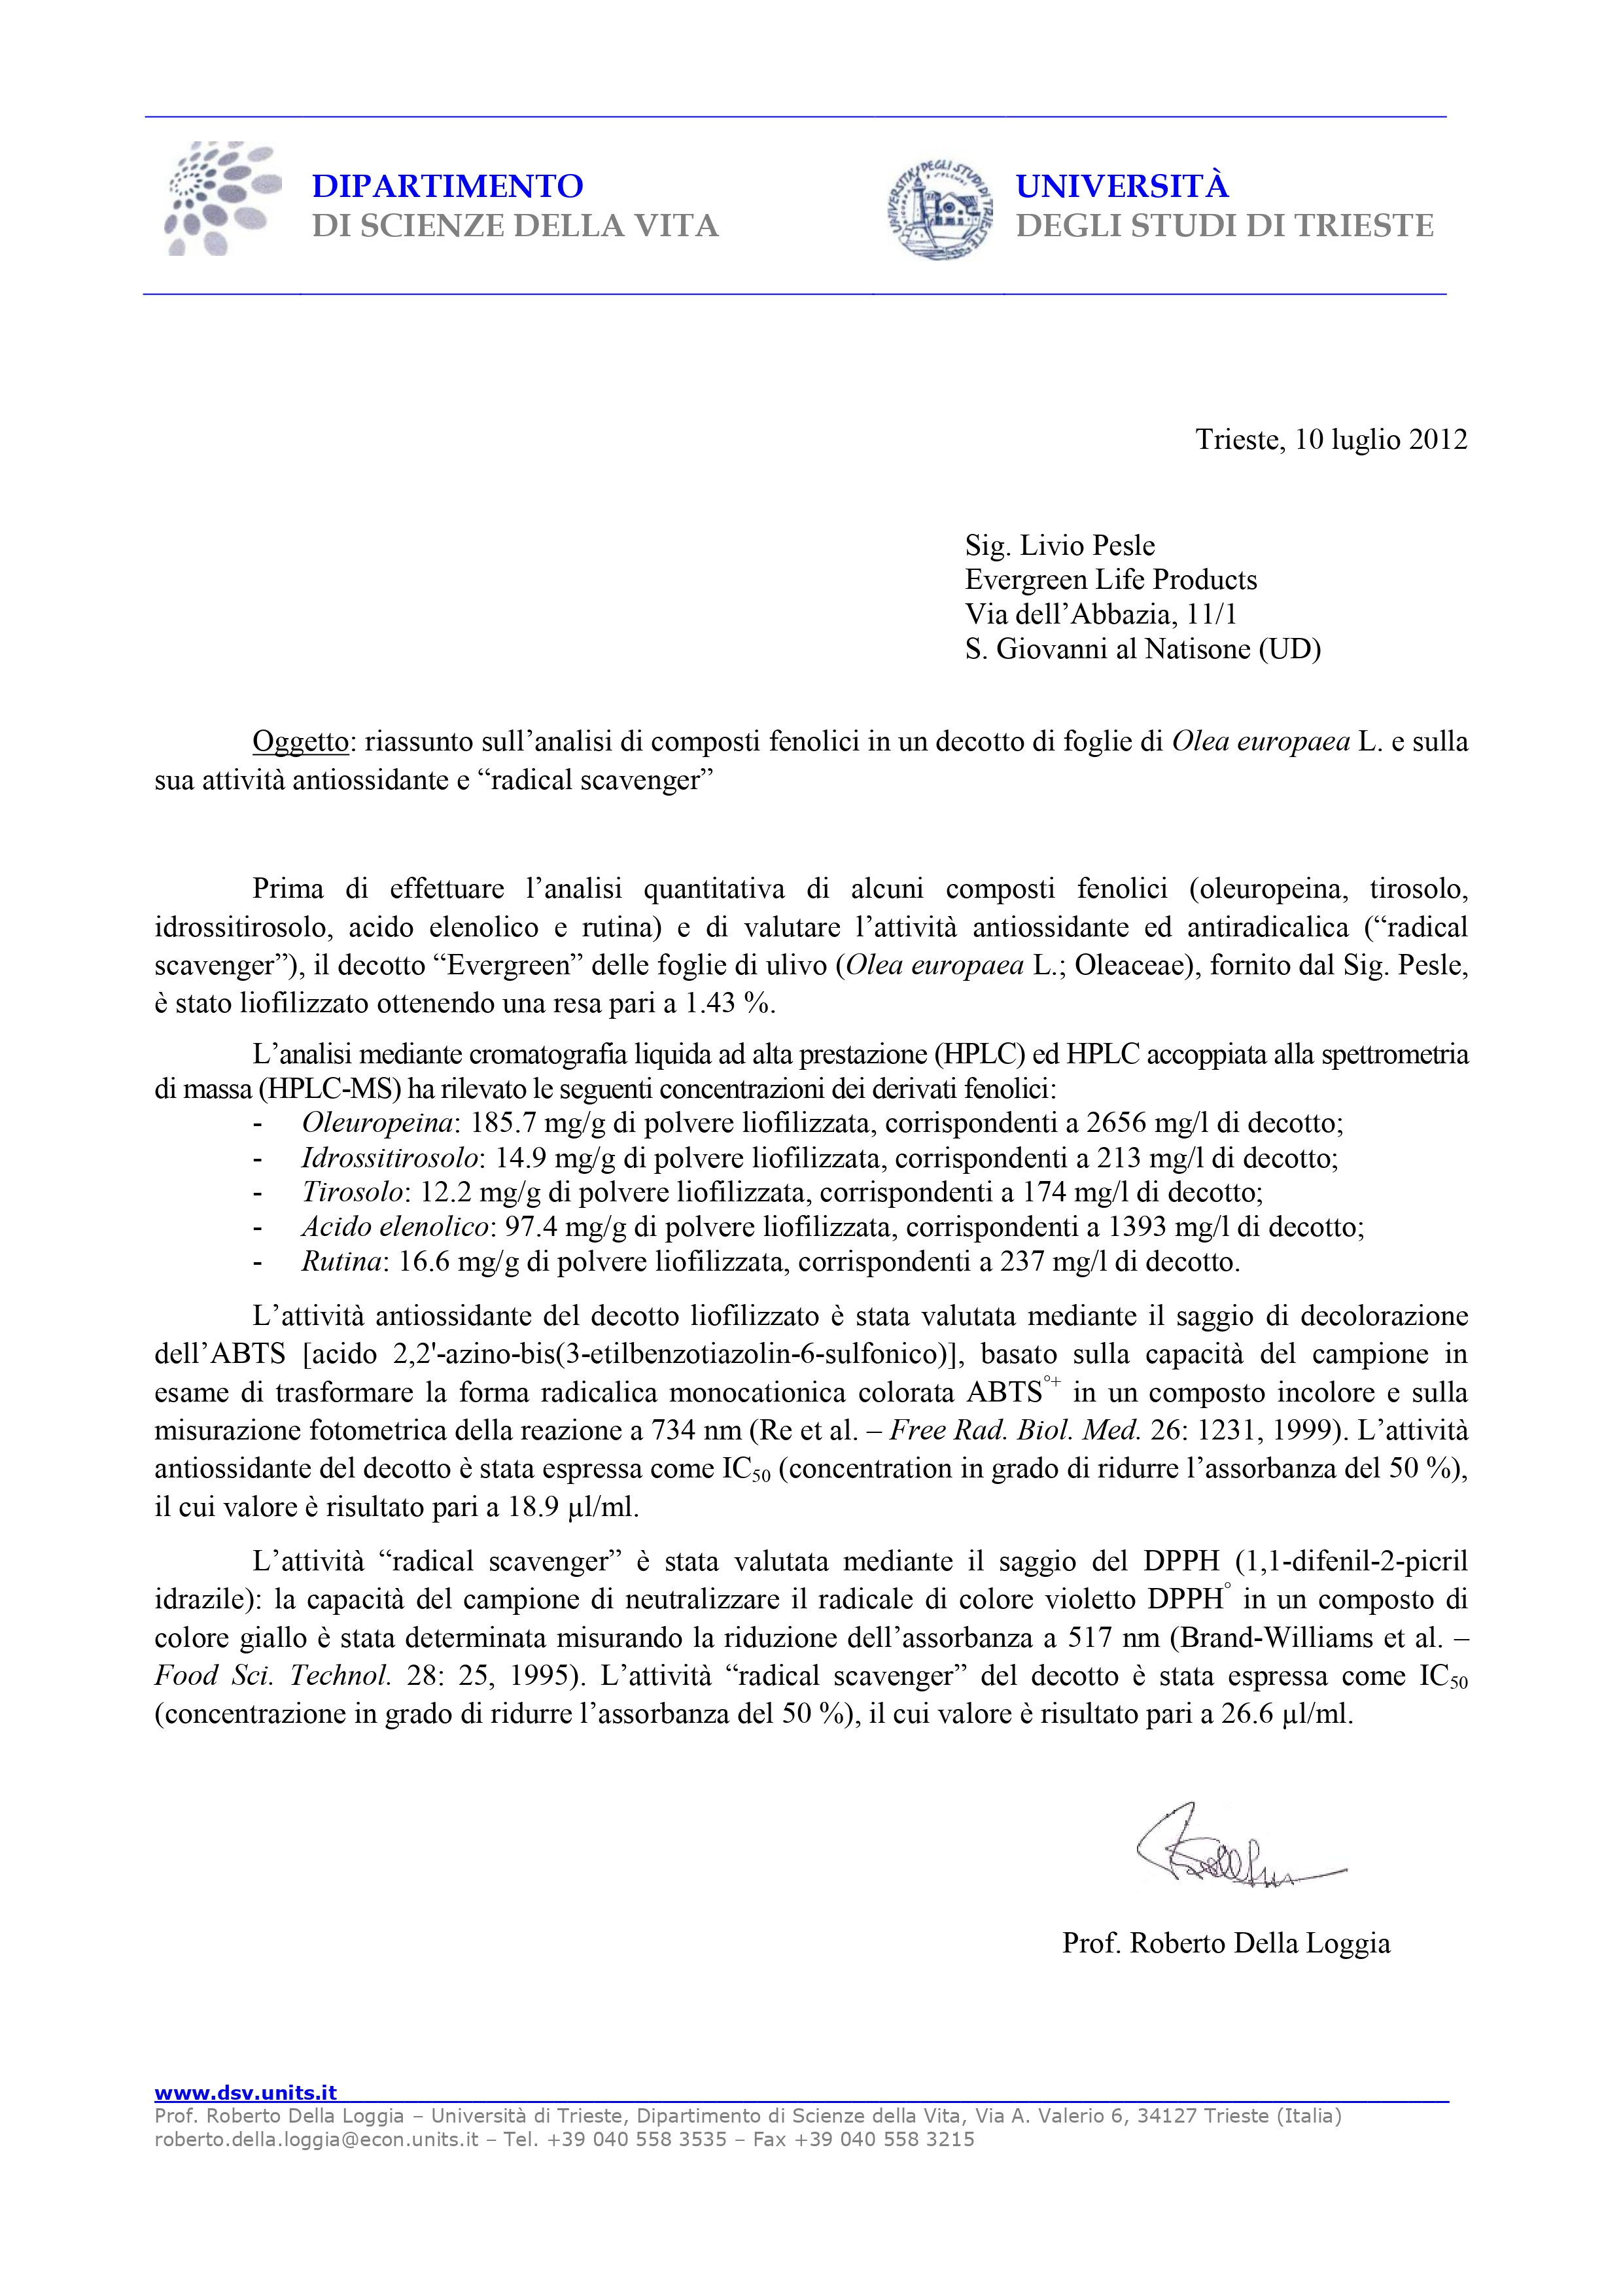 DIPARTIMENTO
DI SCIENZE DELLA VITA
UNIVERSITÀ
DEGLI STUDI DI TRIESTE
UNIVERSITA' DEGLI STUDI DI TRIESTE
Trieste, 10 luglio 2012
Sig. Livio Pesle
Evergreen Life Products
Via dell’Abbazia, 11/1
S. Giovanni al Natisone (UD)
Oggetto: riassunto sull’analisi di composti fenolici in un decotto di foglie di Olea europaea L. e sulla
sua attività antiossidante e “radical scavenger”
Prima di effettuare l’analisi quantitativa di alcuni composti fenolici (oleuropeina, tirosolo,
idrossitirosolo, acido elenolico e rutina) e di valutare l’attività antiossidante ed antiradicalica (“radical
scavenger”), il decotto “Evergreen” delle foglie di ulivo (Olea europaea L.; Oleaceae), fornito dal Sig. Pesle,
è stato liofilizzato ottenendo una resa pari a 1.43 %.
L’analisi mediante cromatografia liquida ad alta prestazione (HPLC) ed HPLC accoppiata alla spettrometria
di massa (HPLC-MS) ha rilevato le seguenti concentrazioni dei derivati fenolici:
- Oleuropeina: 185.7 mg/g di polvere liofilizzata, corrispondenti a 2656 mg/l di decotto;
- Idrossitirosolo: 14.9 mg/g di polvere liofilizzata, corrispondenti a 213 mg/l di decotto;
- Tirosolo: 12.2 mg/g di polvere liofilizzata, corrispondenti a 174 mg/l di decotto;
- Acido elenolico: 97.4 mg/g di polvere liofilizzata, corrispondenti a 1393 mg/l di decotto;
- Rutina: 16.6 mg/g di polvere liofilizzata, corrispondenti a 237 mg/l di decotto.
L’attività antiossidante del decotto liofilizzato è stata valutata mediante il saggio di decolorazione
dell’ABTS [acido 2,2'-azino-bis(3-etilbenzotiazolin-6-sulfonico)], basato sulla capacità del campione in
esame di trasformare la forma radicalica monocationica colorata ABTS°⁺ in un composto incolore e sulla
misurazione fotometrica della reazione a 734 nm (Re et al. – Free Rad. Biol. Med. 26: 1231, 1999). L’attività
antiossidante del decotto è stata espressa come IC₅₀ (concentration in grado di ridurre l’assorbanza del 50 %),
il cui valore è risultato pari a 18.9 µl/ml.
L’attività “radical scavenger” è stata valutata mediante il saggio del DPPH (1,1-difenil-2-picril
idrazile): la capacità del campione di neutralizzare il radicale di colore violetto DPPH° in un composto di
colore giallo è stata determinata misurando la riduzione dell’assorbanza a 517 nm (Brand-Williams et al. –
Food Sci. Technol. 28: 25, 1995). L’attività “radical scavenger” del decotto è stata espressa come IC₅₀
(concentrazione in grado di ridurre l’assorbanza del 50 %), il cui valore è risultato pari a 26.6 µl/ml.
Prof. Roberto Della Loggia
www.dsv.units.it
Prof. Roberto Della Loggia – Università di Trieste, Dipartimento di Scienze della Vita, Via A. Valerio 6, 34127 Trieste (Italia)
roberto.della.loggia@econ.units.it – Tel. +39 040 558 3535 – Fax +39 040 558 3215